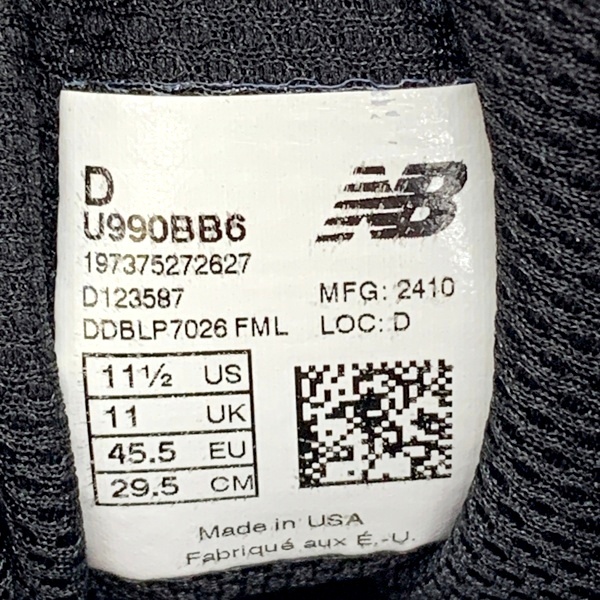 D
NB
U990BB6
197375272627
D123587
MFG: 2410
DDBLP7026 FML
LOC: D
11½ US
11 UK
45.5 EU
29.5 CM
Made in USA
Fabriqué aux É.-U.